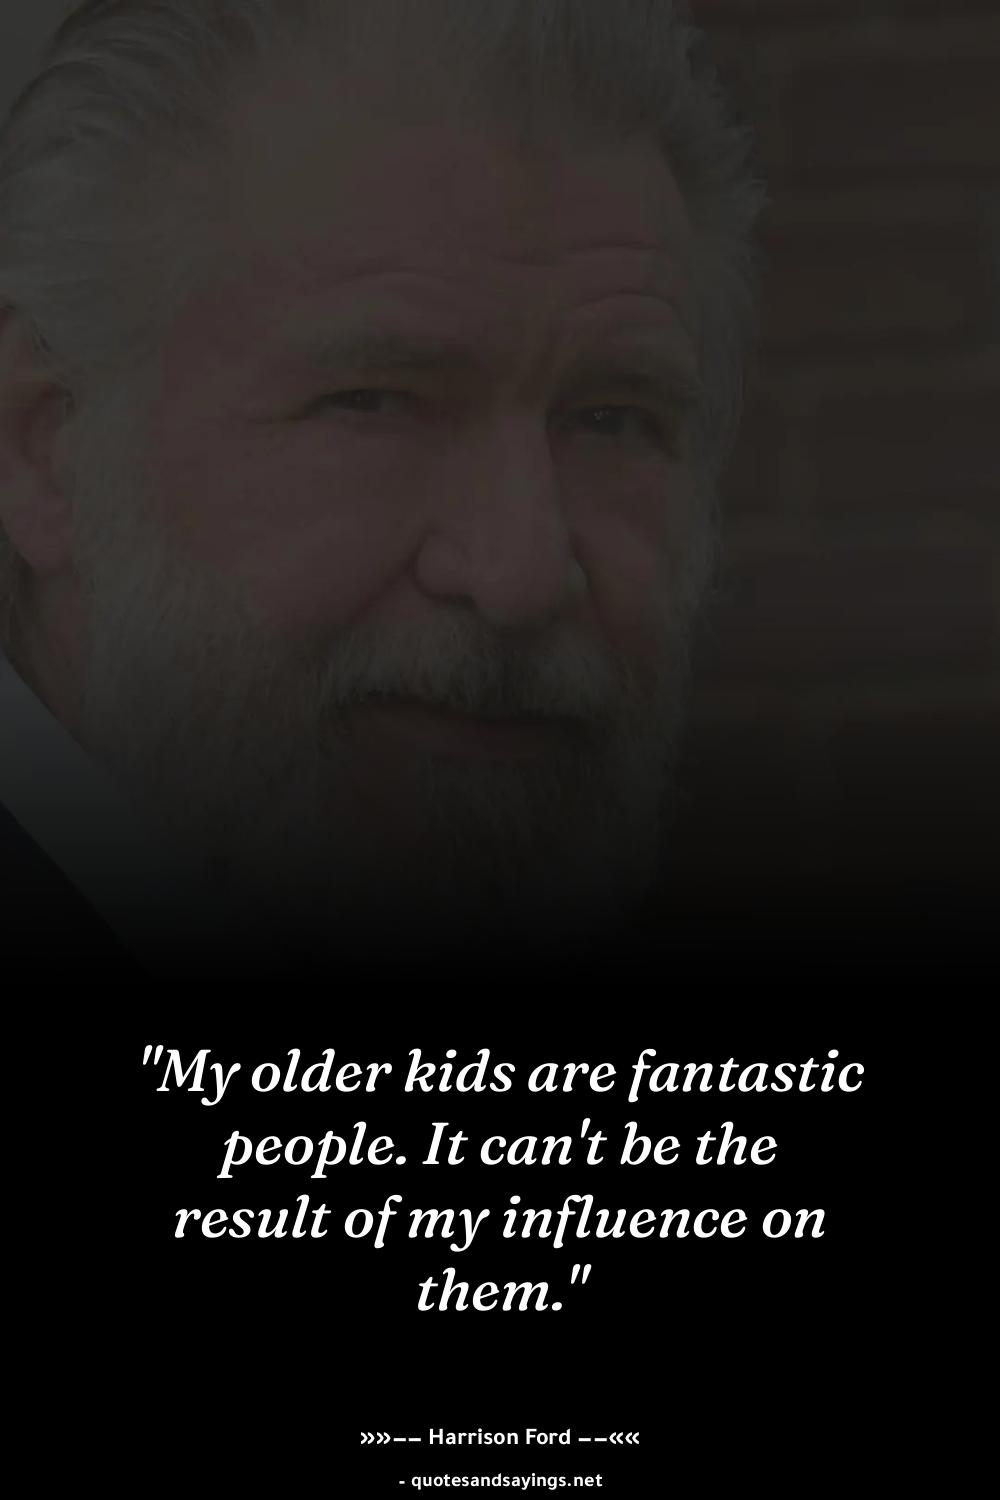 "My older kids are fantastic
people. It can't be the
result of my influence on
them."
»»–– Harrison Ford ––««
- quotesandsayings.net